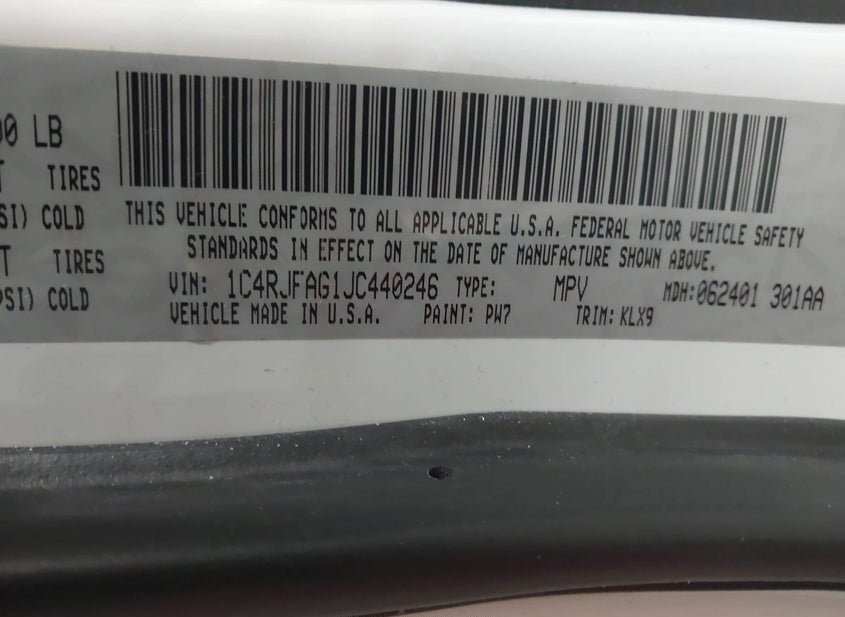 00 LB
TIRES
SI) COLD
TIRES
PSI) COLD
THIS VEHICLE CONFORMS TO ALL APPLICABLE U.S.A. FEDERAL MOTOR VEHICLE SAFETY
STANDARDS IN EFFECT ON THE DATE OF MANUFACTURE SHOWN ABOVE.
VIN: 1C4RJFAG1JC440246 TYPE: MPV MDH:062401 301AA
VEHICLE MADE IN U.S.A. PAINT: PW7 TRIM: KLX9